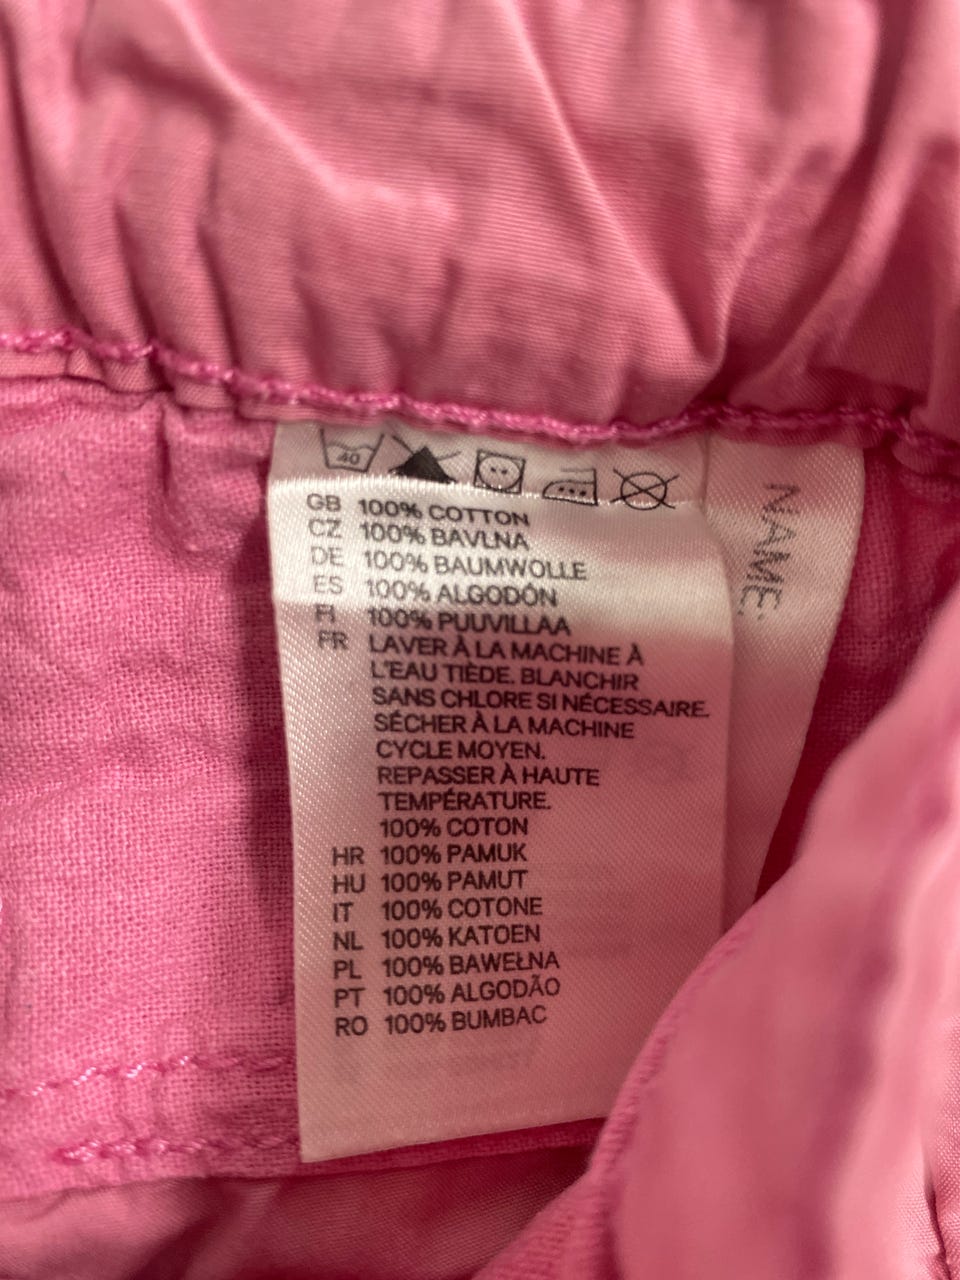 40
GB 100% COTTON
CZ 100% BAVLNA
DE 100% BAUMWOLLE
ES 100% ALGODÓN
FI 100% PUUVILLAA
FR LAVER À LA MACHINE À
L'EAU TIÈDE. BLANCHIR
SANS CHLORE SI NÉCESSAIRE.
SÉCHER À LA MACHINE
CYCLE MOYEN.
REPASSER À HAUTE
TEMPÉRATURE.
100% COTON
HR 100% PAMUK
HU 100% PAMUT
IT 100% COTONE
NL 100% KATOEN
PL 100% BAWEŁNA
PT 100% ALGODÃO
RO 100% BUMBAC
NAME: